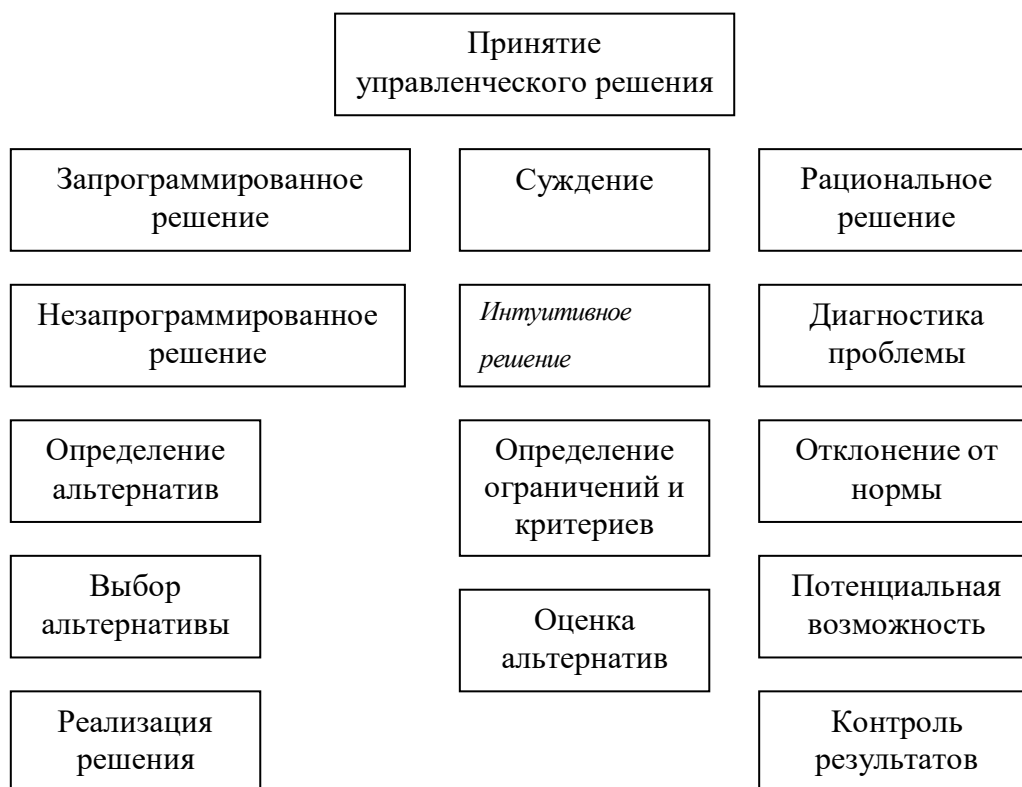 Принятие
управленческого решения
Запрограммированное
решение
Суждение
Рациональное
решение
Незапрограммированное
решение
Интуитивное
решение
Диагностика
проблемы
Определение
альтернатив
Определение
ограничений и
критериев
Отклонение от
нормы
Выбор
альтернативы
Оценка
альтернатив
Потенциальная
возможность
Реализация
решения
Контроль
результатов